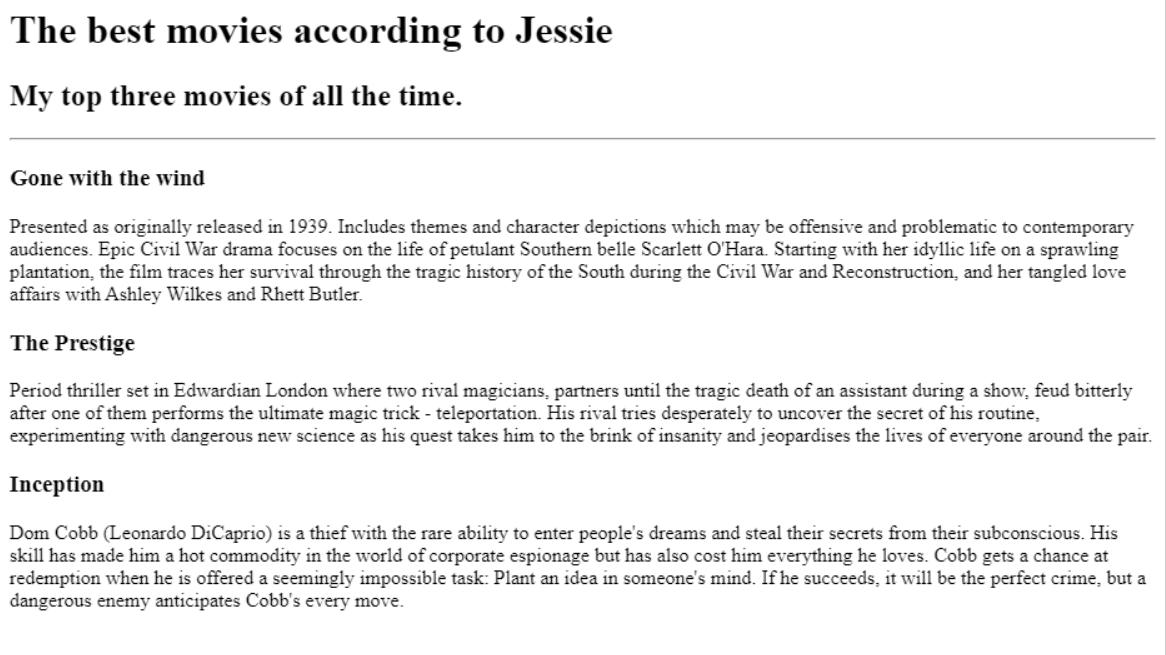 The best movies according to Jessie
My top three movies of all the time.
Gone with the wind
Presented as originally released in 1939. Includes themes and character depictions which may be offensive and problematic to contemporary
audiences. Epic Civil War drama focuses on the life of petulant Southern belle Scarlett O'Hara. Starting with her idyllic life on a sprawling
plantation, the film traces her survival through the tragic history of the South during the Civil War and Reconstruction, and her tangled love
affairs with Ashley Wilkes and Rhett Butler.
The Prestige
Period thriller set in Edwardian London where two rival magicians, partners until the tragic death of an assistant during a show, feud bitterly
after one of them performs the ultimate magic trick - teleportation. His rival tries desperately to uncover the secret of his routine,
experimenting with dangerous new science as his quest takes him to the brink of insanity and jeopardises the lives of everyone around the pair.
Inception
Dom Cobb (Leonardo DiCaprio) is a thief with the rare ability to enter people's dreams and steal their secrets from their subconscious. His
skill has made him a hot commodity in the world of corporate espionage but has also cost him everything he loves. Cobb gets a chance at
redemption when he is offered a seemingly impossible task: Plant an idea in someone's mind. If he succeeds, it will be the perfect crime, but a
dangerous enemy anticipates Cobb's every move.